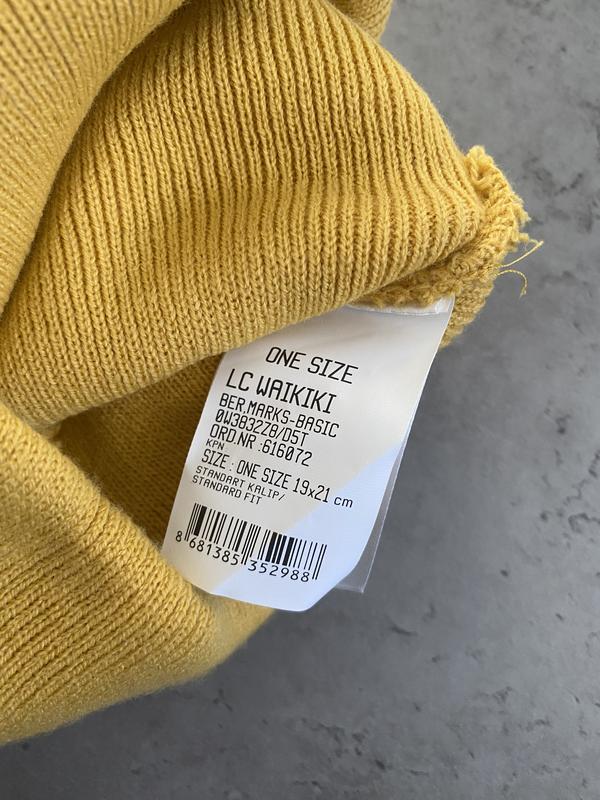 ONE SIZE
LC WAIKIKI
BER.MARKS-BASIC
0W3832Z8/D5T
ORD.NR :616072
KPN
SIZE : ONE SIZE 19x21 cm
STANDART KALIP/
STANDARD FIT
8 681385 352988